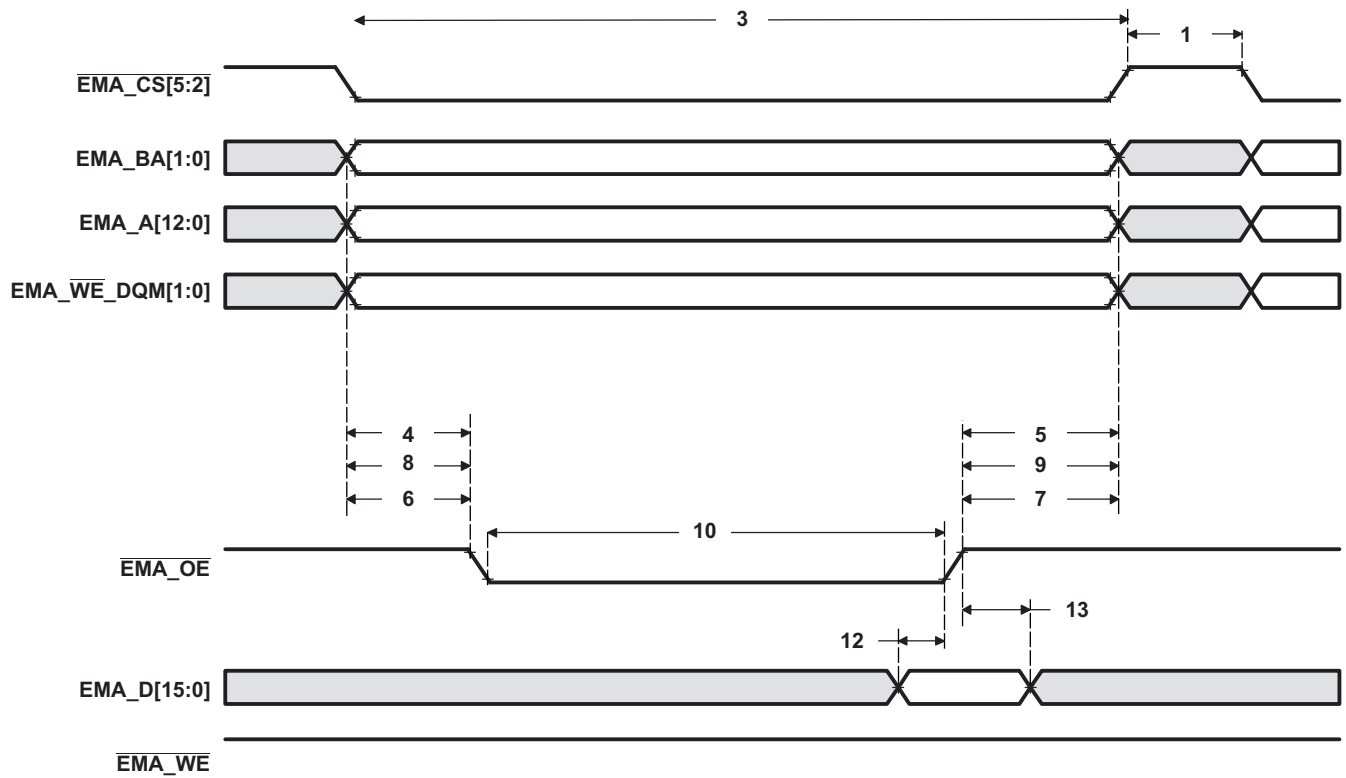 3
1
EMA_CS[5:2]
EMA_BA[1:0]
EMA_A[12:0]
EMA_WE_DQM[1:0]
4
5
8
9
6
7
10
EMA_OE
13
12
EMA_D[15:0]
EMA_WE